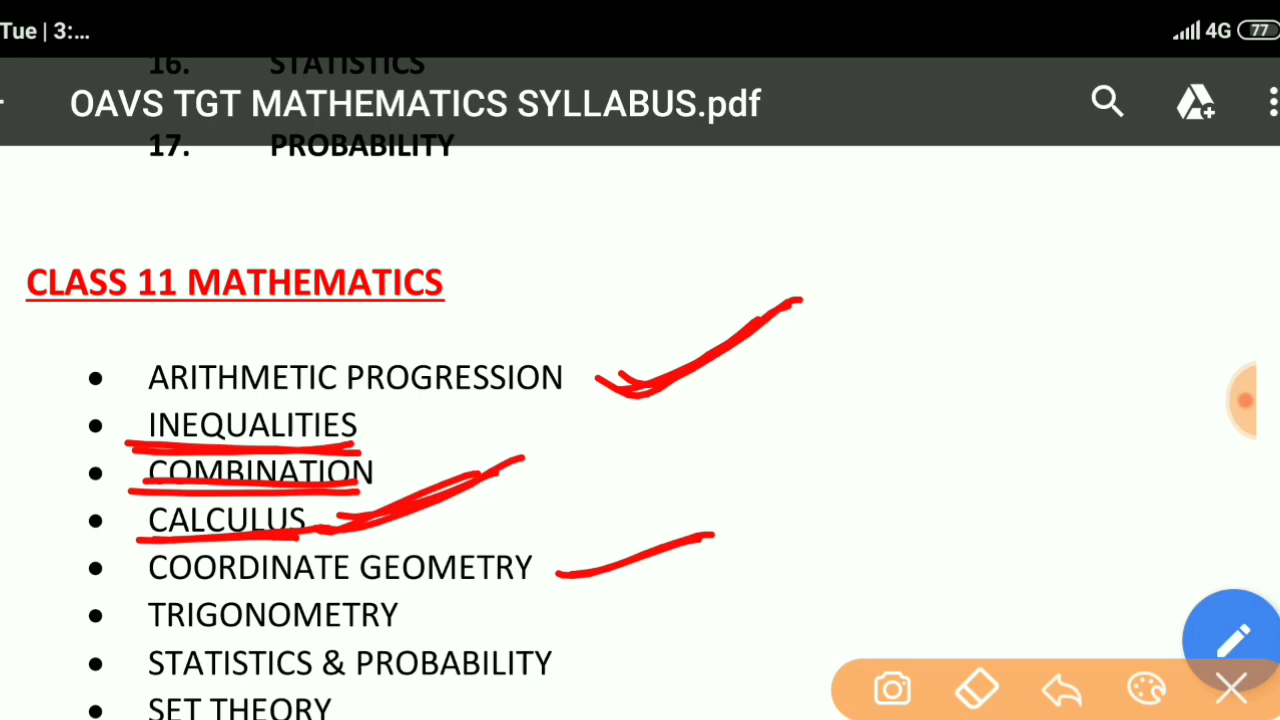 Tue | 3:...
4G 77
16. STATISTICS
OAVS TGT MATHEMATICS SYLLABUS.pdf
17. PROBABILITY
CLASS 11 MATHEMATICS
• ARITHMETIC PROGRESSION
• INEQUALITIES
• COMBINATION
• CALCULUS
• COORDINATE GEOMETRY
• TRIGONOMETRY
• STATISTICS & PROBABILITY
• SET THEORY